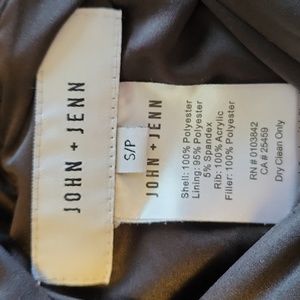 JOHN + JENN
S/P
JOHN + JENN
Shell: 100% Polyester
Lining: 95% Polyester
5% Spandex
Rib: 100% Acrylic
Filler: 100% Polyester
RN # 0103842
CA # 25459
Dry Clean Only